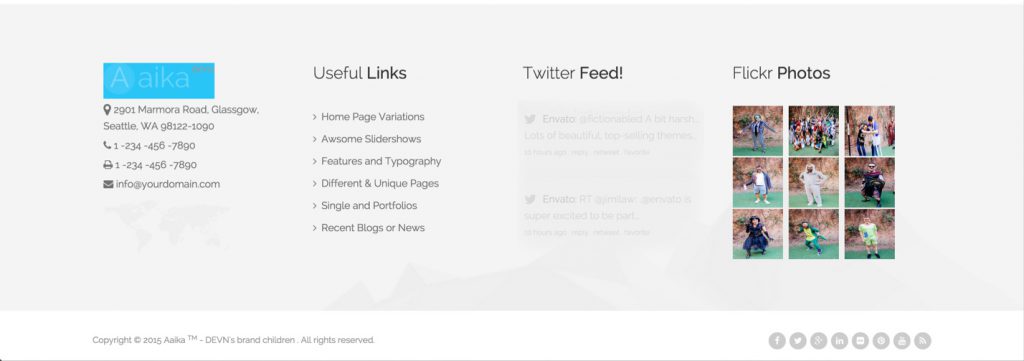 Aaika
2901 Marmora Road, Glassgow,
Seattle, WA 98122-1090
1 -234 -456 -7890
1 -234 -456 -7890
info@yourdomain.com
Useful Links
Home Page Variations
Awsome Slidershows
Features and Typography
Different & Unique Pages
Single and Portfolios
Recent Blogs or News
Twitter Feed!
Envato: @fictionabled A bit harsh...
Lots of beautiful, top-selling themes...
10 hours ago . reply . retweet . favorite
Envato: RT @jimilaw: .@envato is
super excited to be part...
10 hours ago . reply . retweet . favorite
Flickr Photos
Copyright © 2015 Aaika TM - DEVN's brand children . All rights reserved.